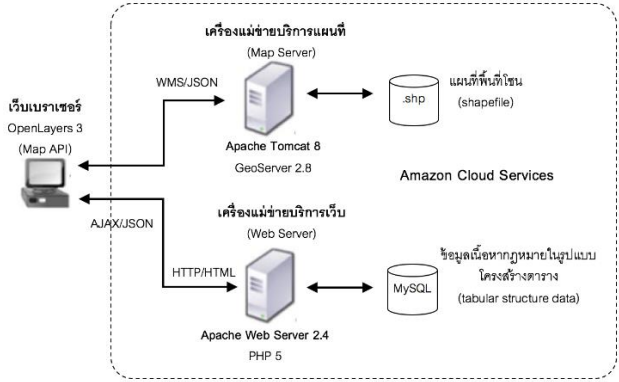 เครื่องแม่ข่ายบริการแผนที่
(Map Server)
WMS/JSON
.shp
แผนที่พื้นที่โซน
(shapefile)
Apache Tomcat 8
GeoServer 2.8
เว็บเบราเซอร์
OpenLayers 3
(Map API)
Amazon Cloud Services
เครื่องแม่ข่ายบริการเว็บ
(Web Server)
AJAX/JSON
HTTP/HTML
MySQL
ข้อมูลเนื้อหากฎหมายในรูปแบบ
โครงสร้างตาราง
(tabular structure data)
Apache Web Server 2.4
PHP 5